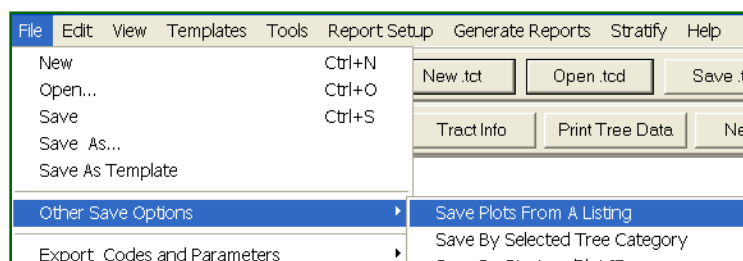 File Edit View Templates Tools Report Setup Generate Reports Stratify Help
New Ctrl+N
Open... Ctrl+O
Save Ctrl+S
Save As...
Save As Template
Other Save Options
Export Codes and Parameters
New .tct Open .tcd Save
Tract Info Print Tree Data
Save Plots From A Listing
Save By Selected Tree Category